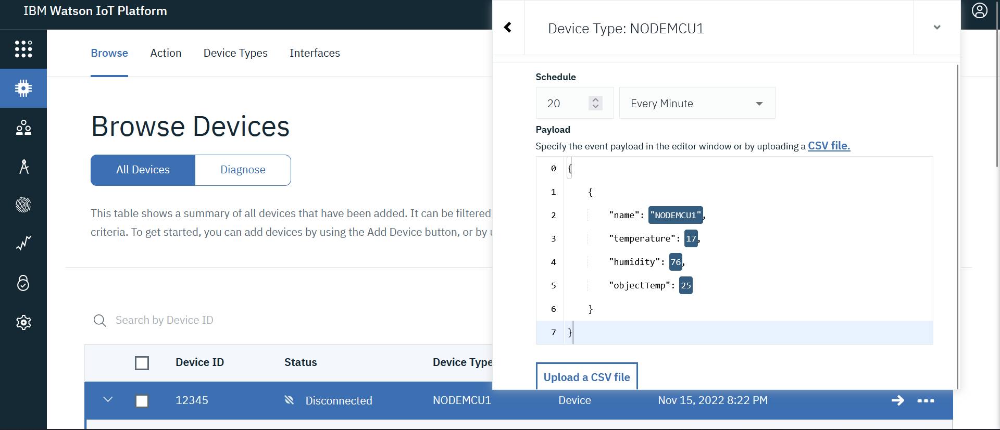 IBM Watson IoT Platform
Browse Action Device Types Interfaces
Browse Devices
All Devices Diagnose
This table shows a summary of all devices that have been added. It can be filtered,
criteria. To get started, you can add devices by using the Add Device button, or by
Search by Device ID
Device ID Status Device Type
12345 Disconnected NODEMCU1 Device Nov 15, 2022 8:22 PM
Device Type: NODEMCU1
Schedule
20 Every Minute
Payload
Specify the event payload in the editor window or by uploading a CSV file.
0 {
1 {
2 "name": "NODEMCU1",
3 "temperature": 17,
4 "humidity": 76,
5 "objectTemp": 25
6 }
7 }
Upload a CSV file